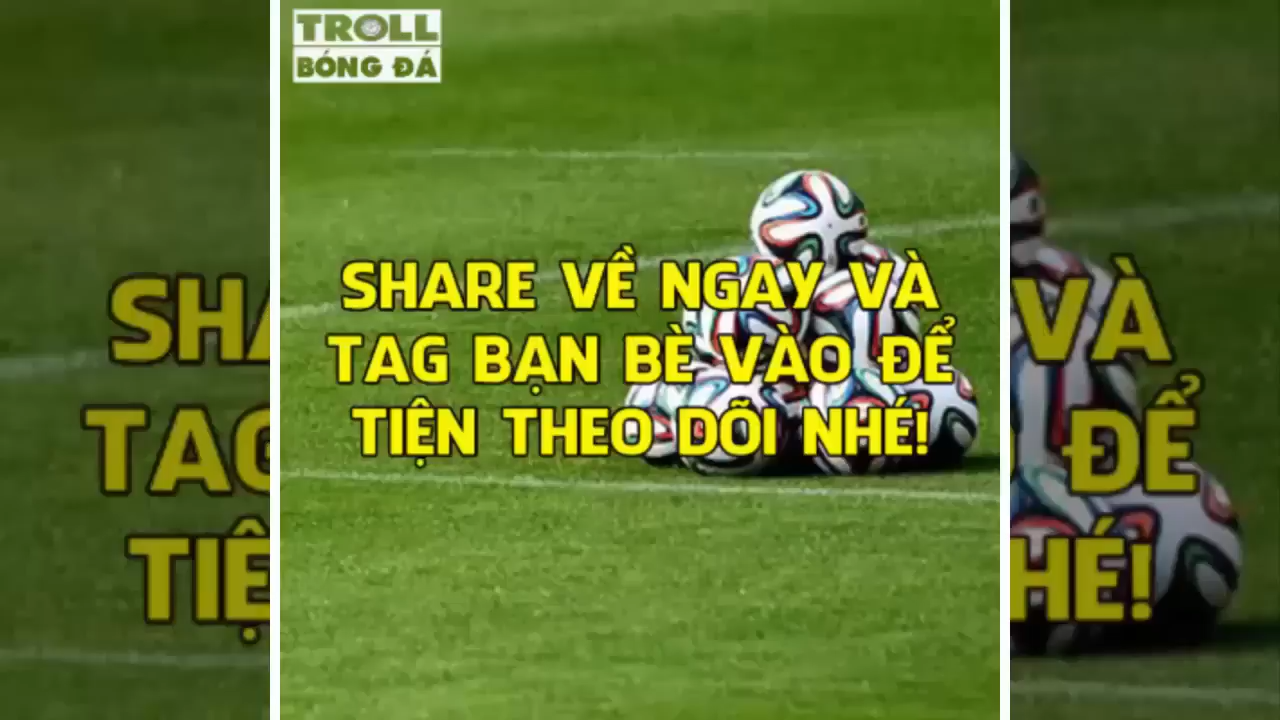 TROLL
BÓNG ĐÁ
SHARE VỀ NGAY VÀ
TAG BẠN BÈ VÀO ĐỂ
TIỆN THEO DÕI NHÉ!